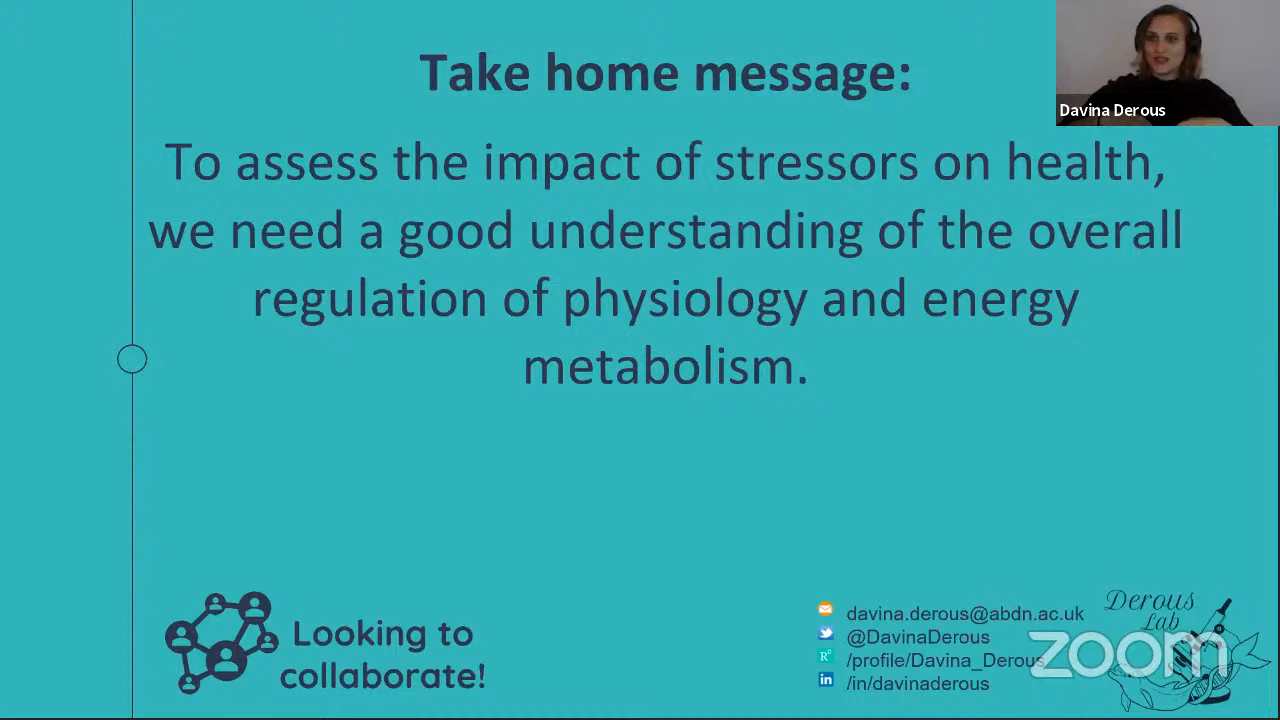 Take home message:
To assess the impact of stressors on health,
we need a good understanding of the overall
regulation of physiology and energy
metabolism.
Davina Derous
Looking to
collaborate!
davina.derous@abdn.ac.uk
@DavinaDerous
/profile/Davina_Derous
/in/davinaderous
Derous
Lab
zoom
R
in